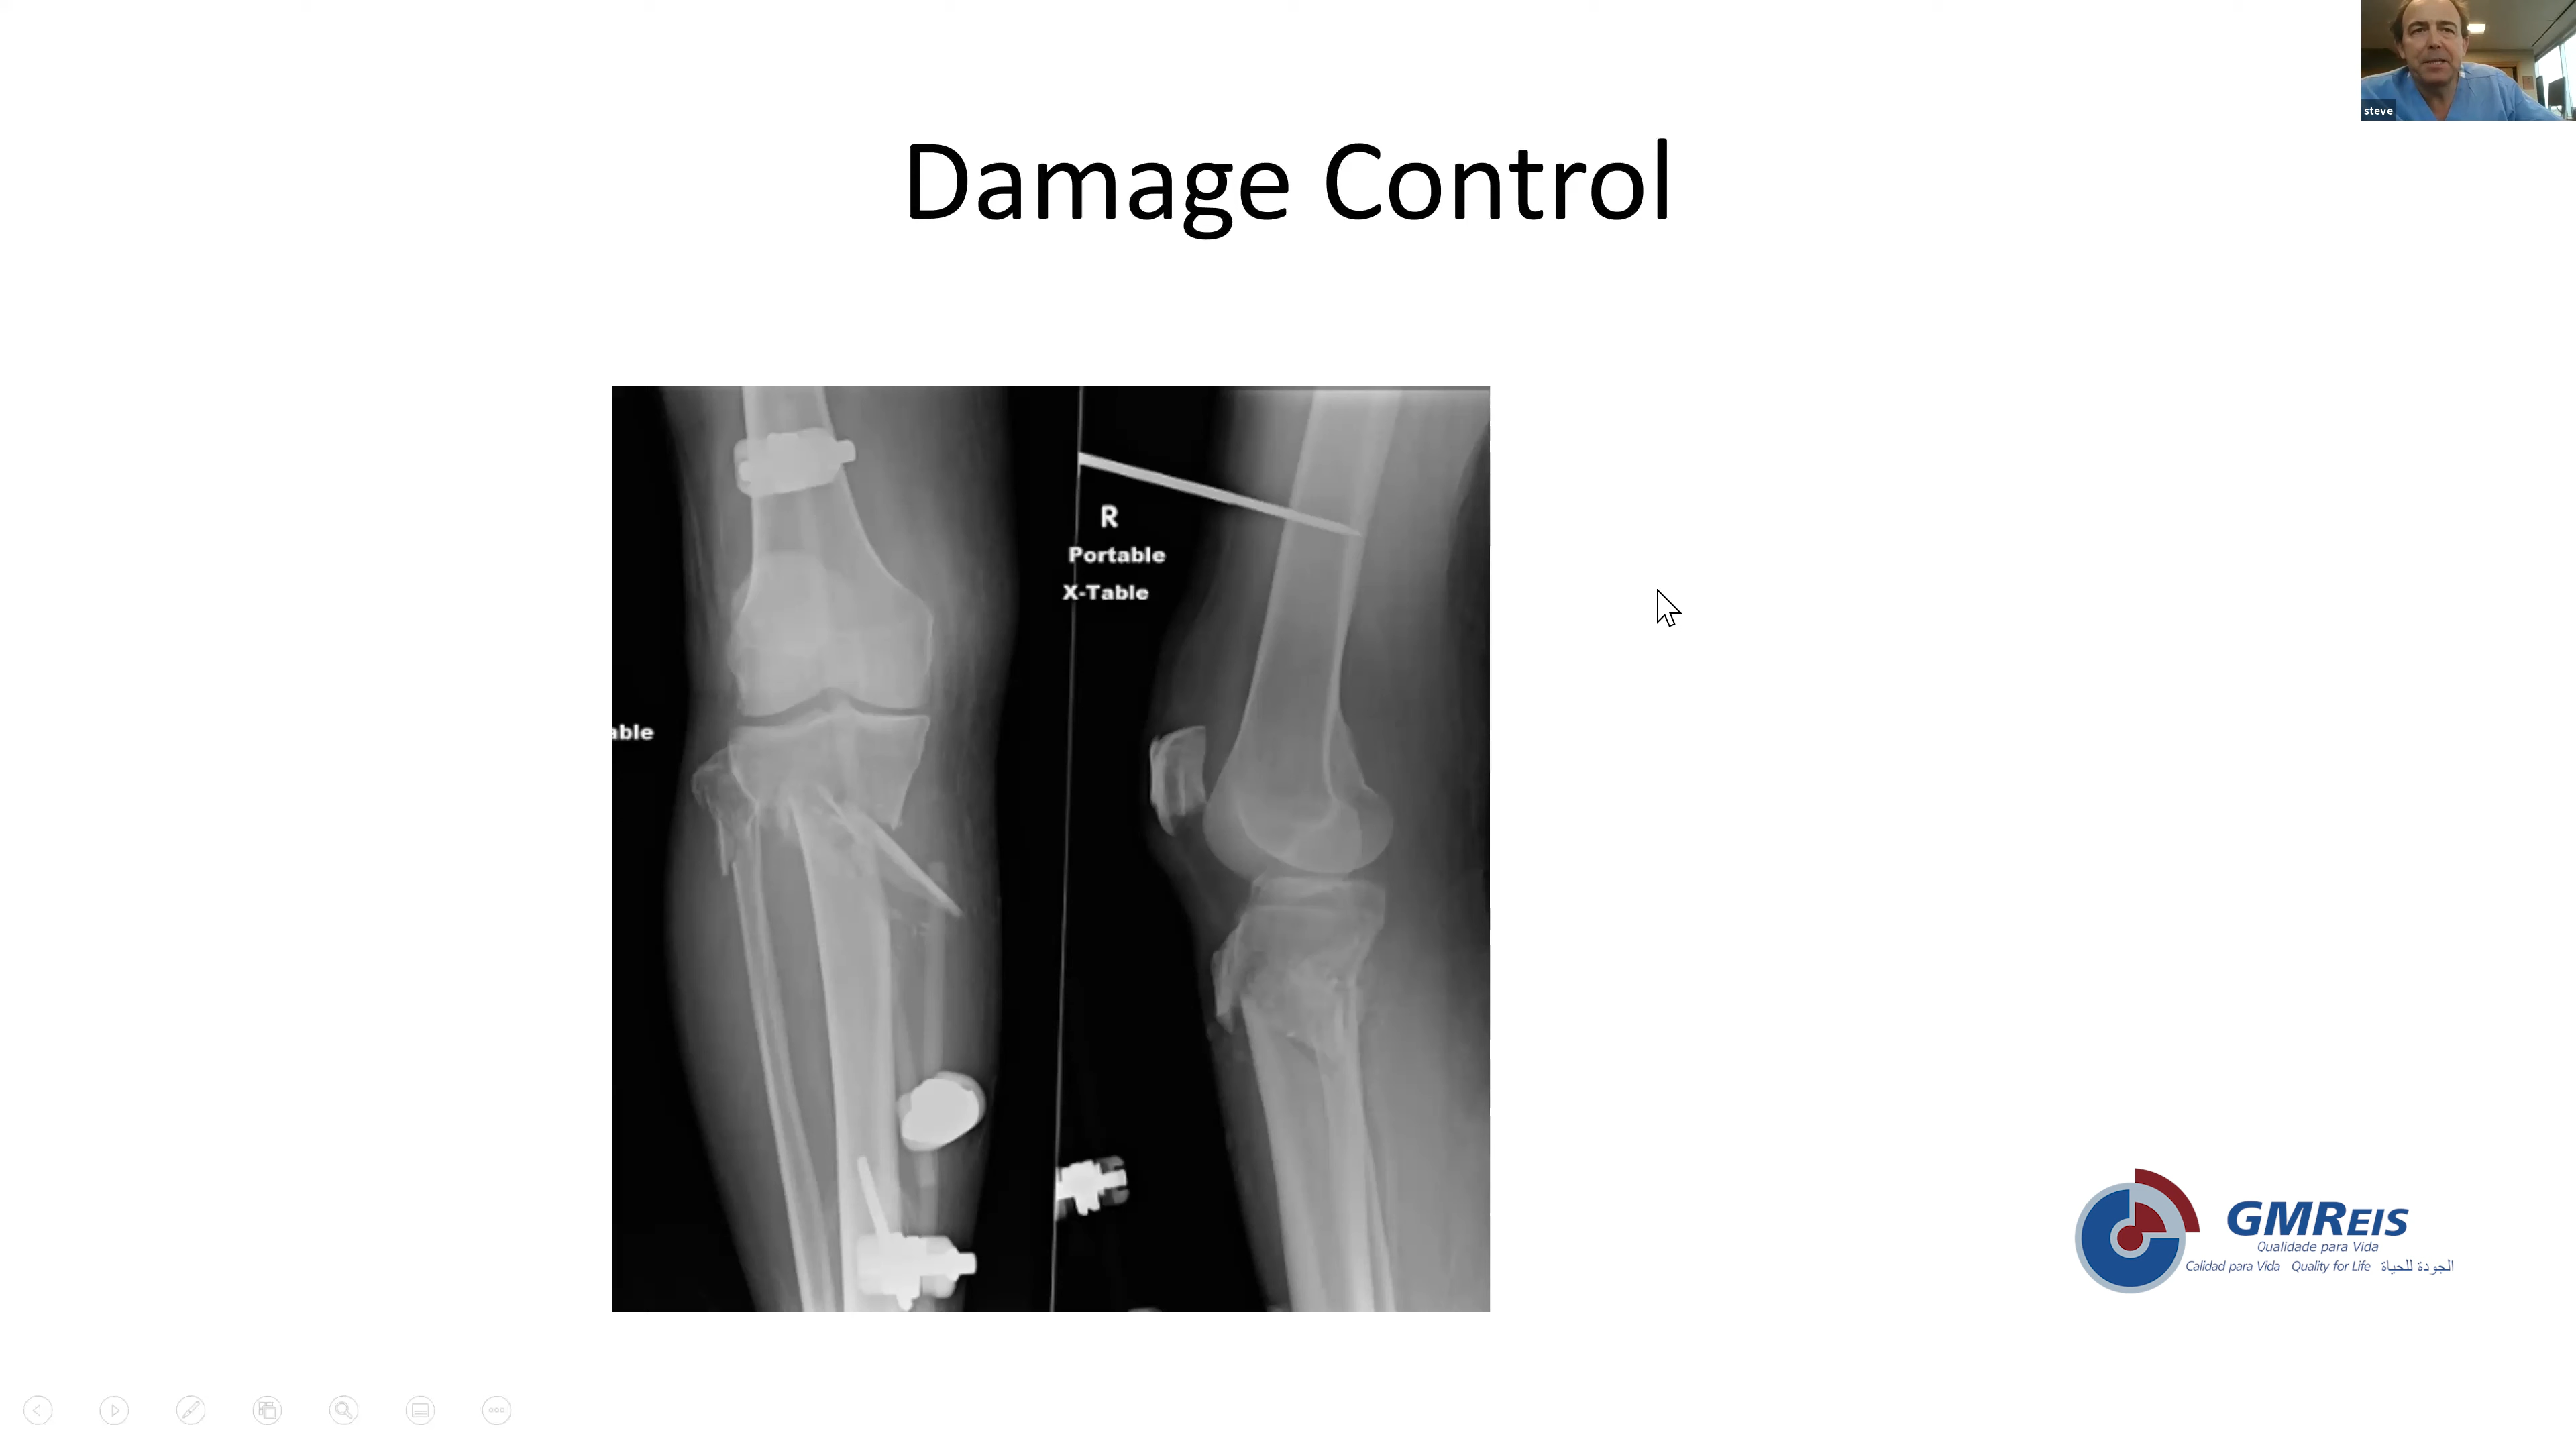 steve
Damage Control
R
Portable
X-Table
able
GMREIS
Qualidade para Vida
Calidad para Vida Quality for Life الجودة للحياة